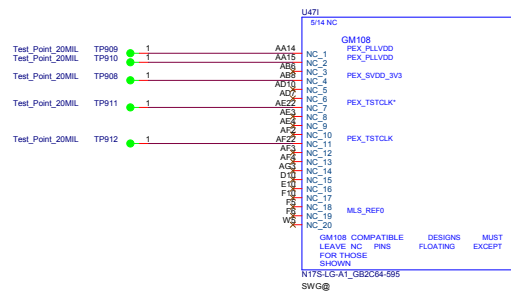 U47I
5/14 NC
GM108
Test_Point_20MIL TP909 1 AA14 NC_1 PEX_PLLVDD
Test_Point_20MIL TP910 1 AA15 NC_2 PEX_PLLVDD
AB6 NC_3
Test_Point_20MIL TP908 1 AB8 NC_4 PEX_SVDD_3V3
AD10 NC_5
AD7 NC_6
Test_Point_20MIL TP911 1 AE22 NC_7 PEX_TSTCLK*
AE3 NC_8
AE4 NC_9
AF2 NC_10
Test_Point_20MIL TP912 1 AF22 NC_11 PEX_TSTCLK
AF3 NC_12
AF4 NC_13
AG3 NC_14
D10 NC_15
E10 NC_16
F10 NC_17
F5 NC_18 MLS_REF0
F6 NC_19
W5 NC_20
GM108 COMPATIBLE DESIGNS MUST
LEAVE NC PINS FLOATING EXCEPT
FOR THOSE
SHOWN
N17S-LG-A1_GB2C64-595
SWG@